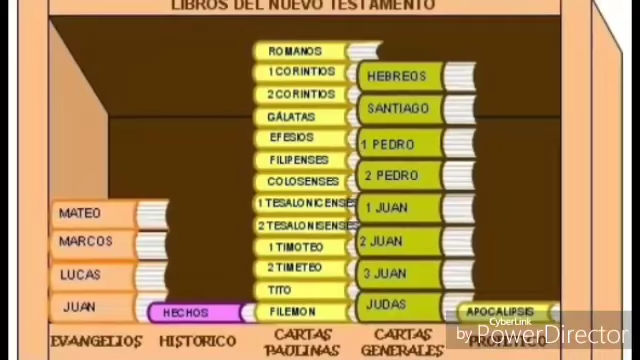 LIBROS DEL NUEVO TESTAMENTO
MATEO
MARCOS
LUCAS
JUAN
EVANGELIOS
HECHOS
HISTORICO
ROMANOS
1 CORINTIOS
2 CORINTIOS
GÁLATAS
EFESIOS
FILIPENSES
COLOSENSES
1 TESALONICENSES
2 TESALONISENSES
1 TIMOTEO
2 TIMETEO
TITO
FILEMON
CARTAS
PAULINAS
HEBREOS
SANTIAGO
1 PEDRO
2 PEDRO
1 JUAN
2 JUAN
3 JUAN
JUDAS
CARTAS
GENERALES
APOCALIPSIS
PROFETICO
CyberLink
by PowerDirector